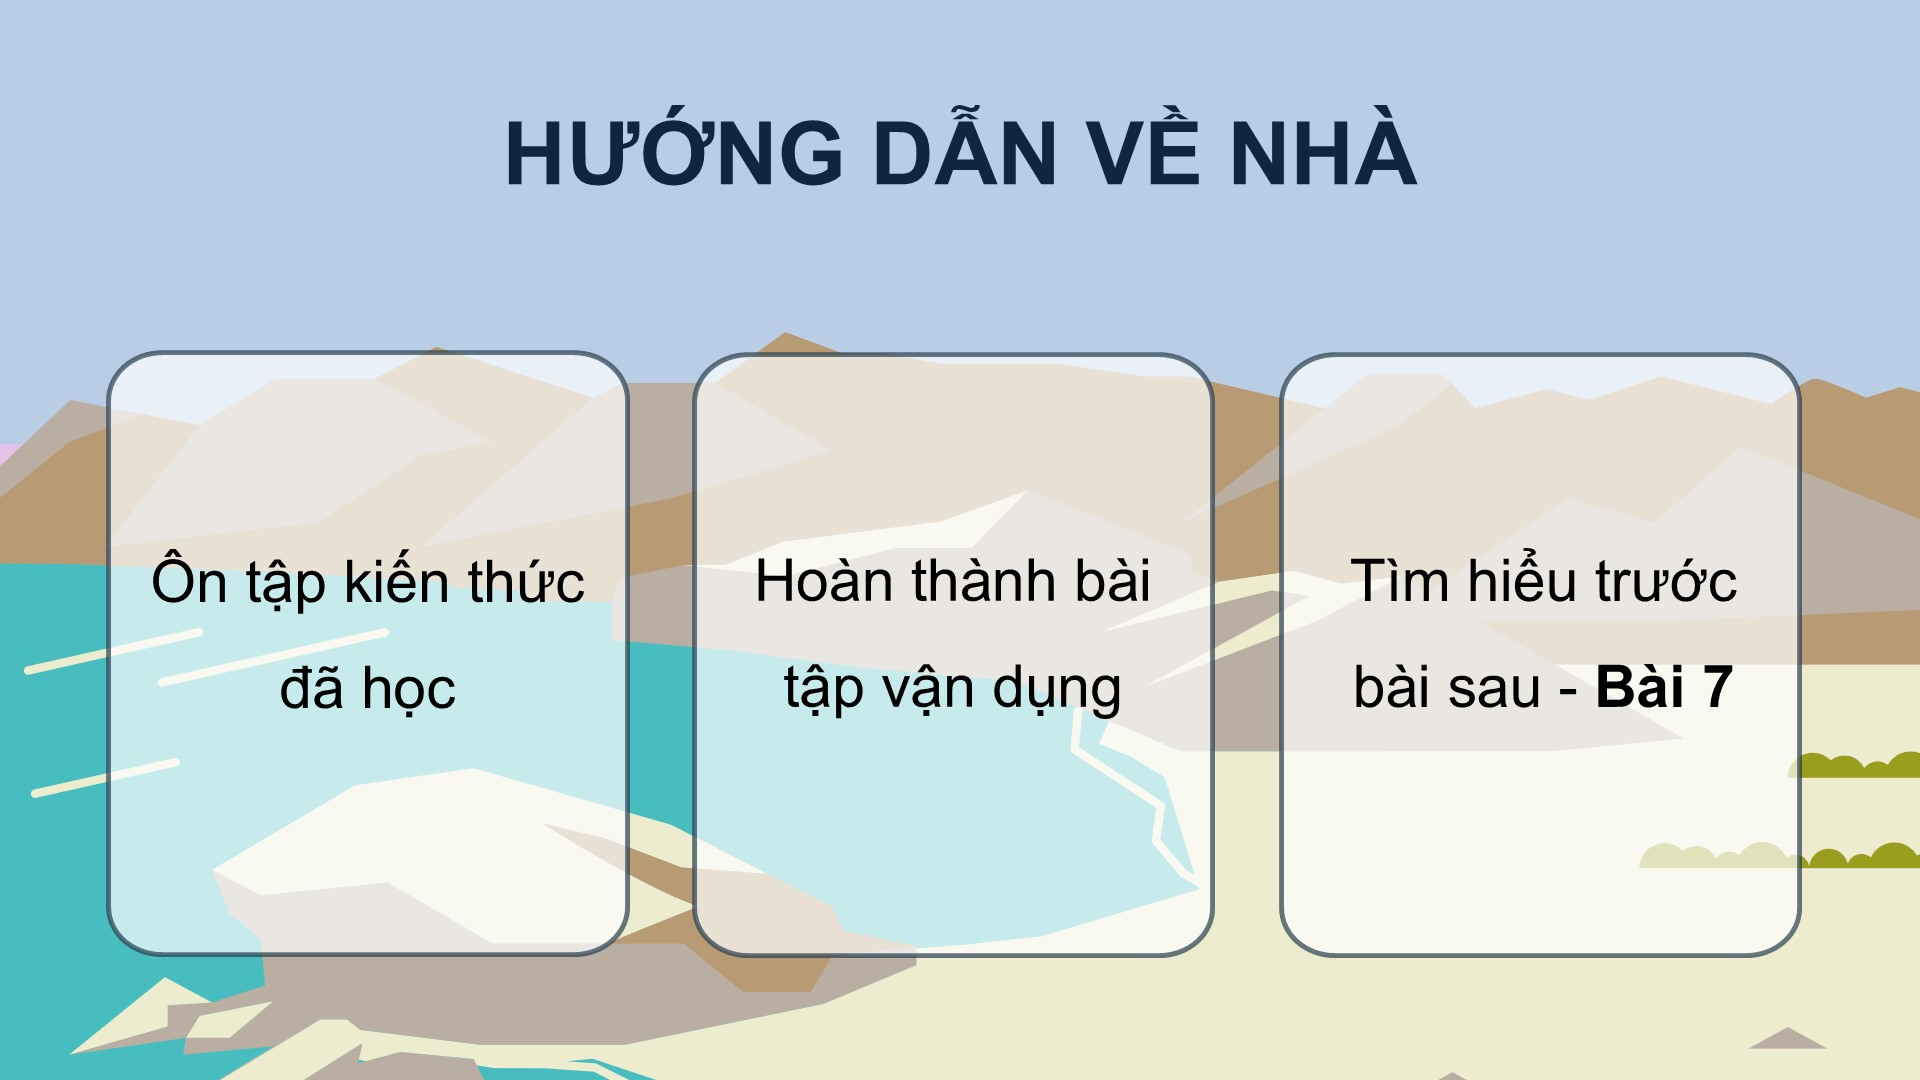 HƯỚNG DẪN VỀ NHÀ
Ôn tập kiến thức
đã học
Hoàn thành bài
tập vận dụng
Tìm hiểu trước
bài sau - Bài 7